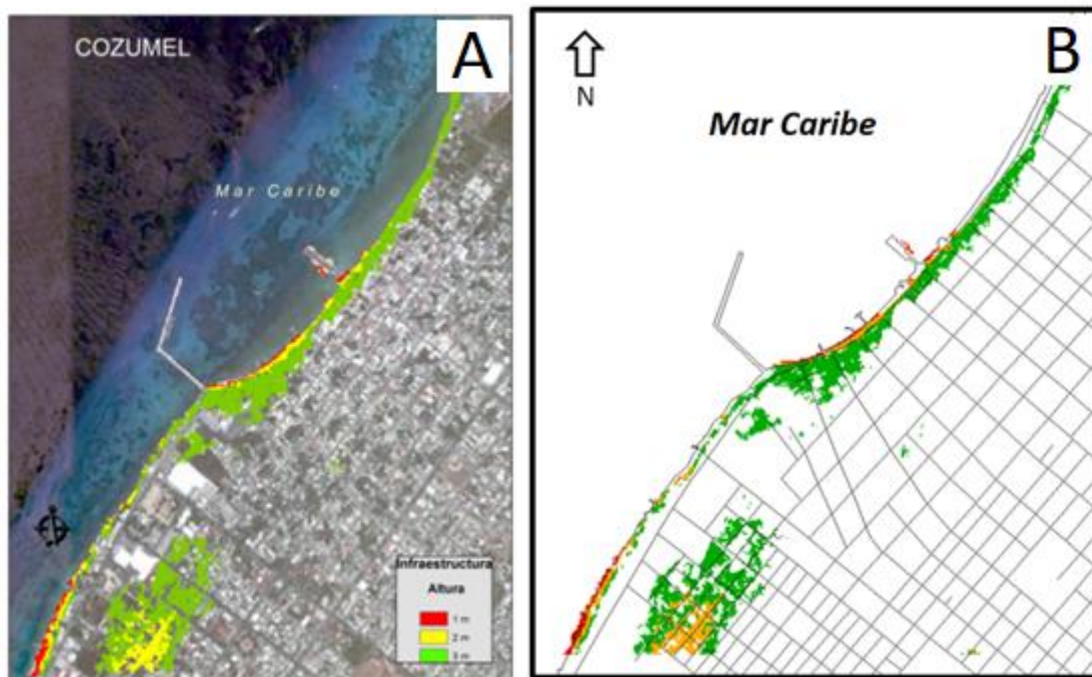 COZUMEL
A
Mar Caribe
Infraestructura
Altura
1 m
2 m
3 m
B
N
Mar Caribe